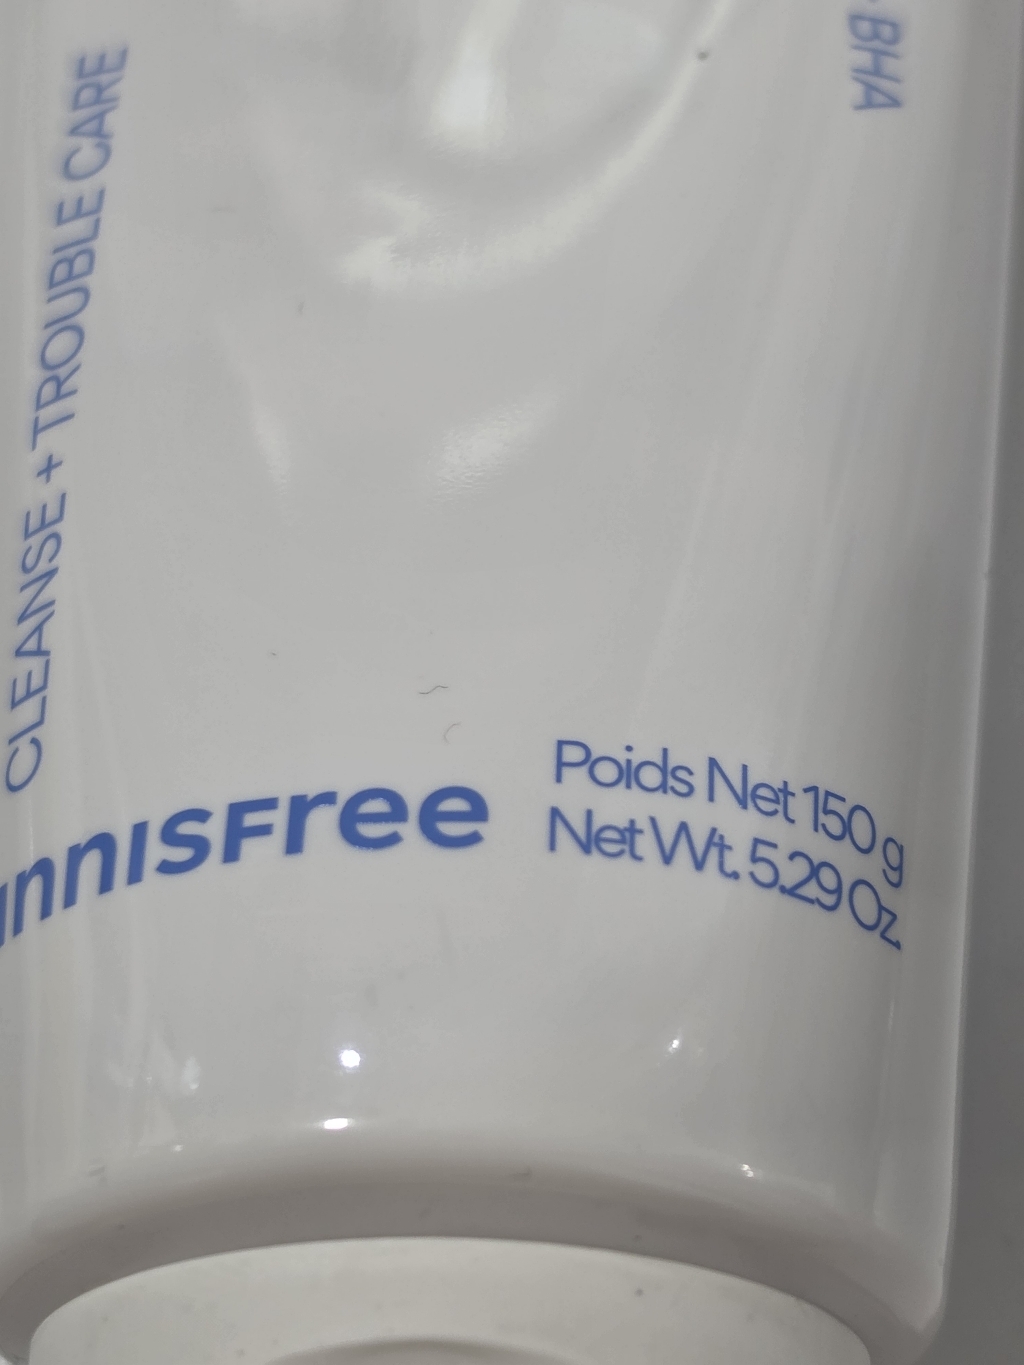 CLEANSE + TROUBLE CARE
BHA
innisfree
Poids Net 150 g
Net Wt. 5.29 Oz